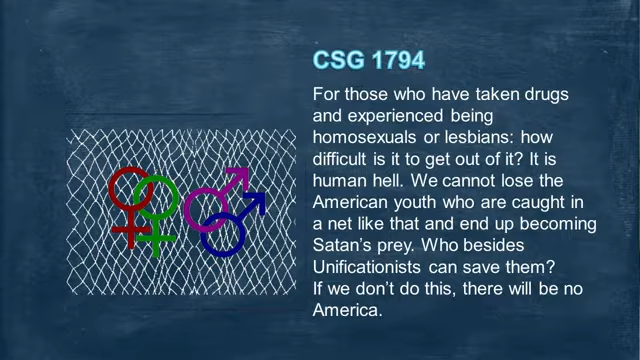 CSG 1794
For those who have taken drugs
and experienced being
homosexuals or lesbians: how
difficult is it to get out of it? It is
human hell. We cannot lose the
American youth who are caught in
a net like that and end up becoming
Satan's prey. Who besides
Unificationists can save them?
If we don't do this, there will be no
America.